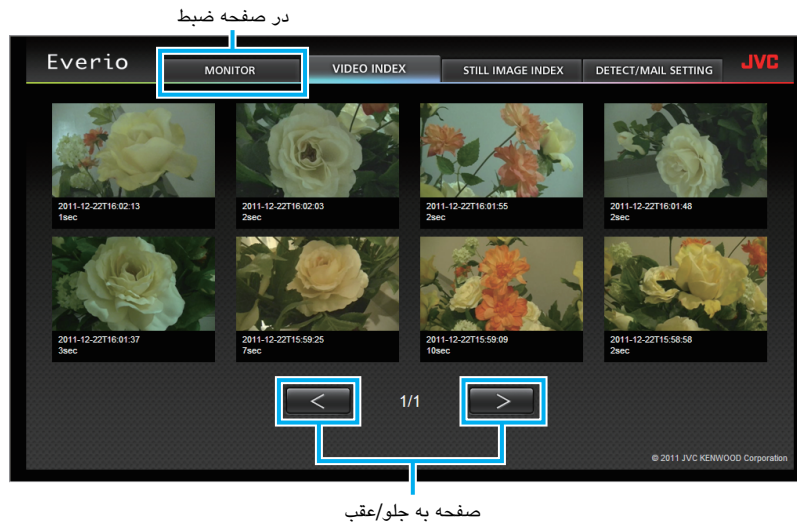 در صفحه ضبط
Everio
MONITOR
VIDEO INDEX
STILL IMAGE INDEX
DETECT/MAIL SETTING
JVC
2011-12-22T16:02:13
1sec
2011-12-22T16:02:03
2sec
2011-12-22T16:01:55
2sec
2011-12-22T16:01:48
2sec
2011-12-22T16:01:37
3sec
2011-12-22T15:59:25
7sec
2011-12-22T15:59:09
10sec
2011-12-22T15:58:58
2sec
< 1/1 >
© 2011 JVC KENWOOD Corporation
صفحه به جلو/عقب